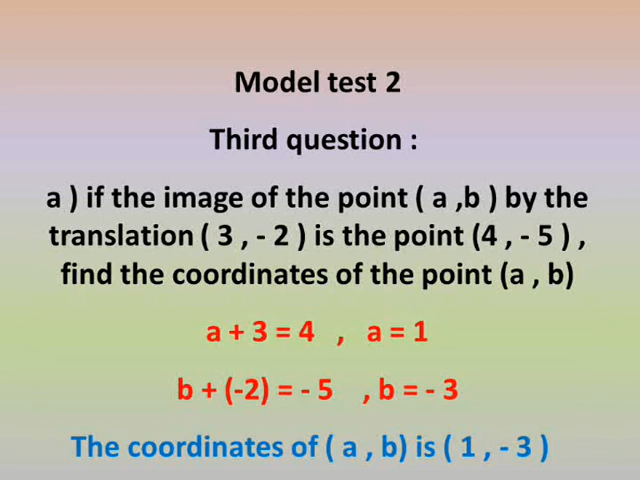 Model test 2
Third question :
a ) if the image of the point ( a ,b ) by the
translation ( 3 , - 2 ) is the point (4 , - 5 ) ,
find the coordinates of the point (a , b)
a + 3 = 4 , a = 1
b + (-2) = - 5 , b = - 3
The coordinates of ( a , b) is ( 1 , - 3 )